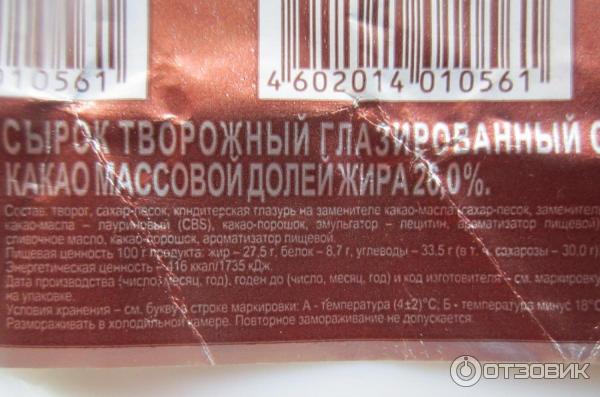 010561
4 602014 010561
СЫРОК ТВОРОЖНЫЙ ГЛАЗИРОВАННЫЙ С
КАКАО МАССОВОЙ ДОЛЕЙ ЖИРА 26,0%.
Состав: творог, сахар-песок, кондитерская глазурь на заменителе какао-масла (сахар-песок, заменитель
какао-масла – лауриновый (CBS), какао-порошок, эмульгатор – лецитин, ароматизатор пищевой)
сливочное масло, какао-порошок, ароматизатор пищевой.
Пищевая ценность 100 г продукта: жир – 27,5 г, белок – 8,7 г, углеводы – 33.5 г (в т. ч. сахарозы – 30,0 г)
Энергетическая ценность – 416 ккал/1735 кДж.
Дата производства (число, месяц, год), годен до (число, месяц, год) и код изготовителя – см. маркировку
на упаковке.
Условия хранения – см. букву в строке маркировки: А - температура (4±2)°С; Б - температура минус 18°С
Размораживать в холодильной камере. Повторное замораживание не допускается.
ОТЗОВИК